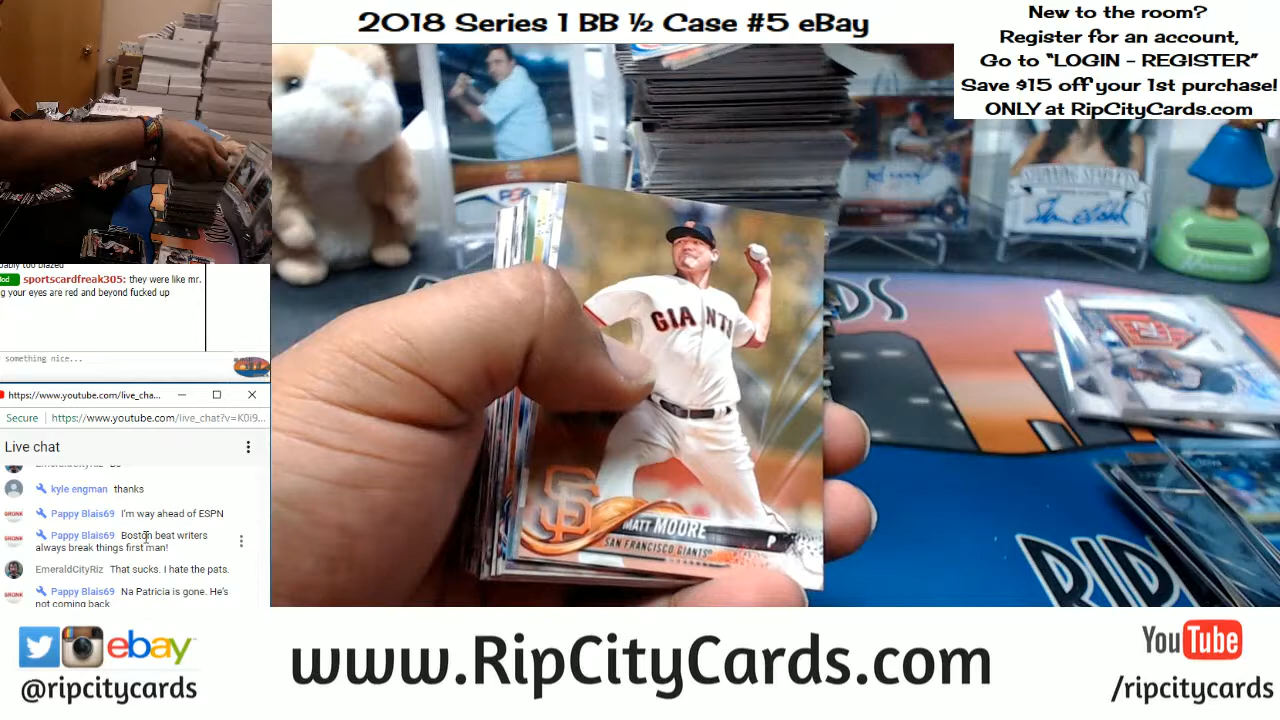 2018 Series 1 BB ½ Case #5 eBay
New to the room?
Register for an account,
Go to "LOGIN - REGISTER"
Save $15 off your 1st purchase!
ONLY at RipCityCards.com
sportscardfreak305: they were like mr.
g your eyes are red and beyond fucked up
something nice...
https://www.youtube.com/live_cha...
Secure https://www.youtube.com/live_chat?v=K0i9...
Live chat
kyle engman thanks
Pappy Blais69 I'm way ahead of ESPN
Pappy Blais69 Boston beat writers
always break things first man!
EmeraldCityRiz That sucks. I hate the pats.
Pappy Blais69 Na Patricia is gone. He's
not coming back
GIANTS
SF
MATT MOORE
P
SAN FRANCISCO GIANTS
RIDS
RIP
ebay
@ripcitycards
www.RipCityCards.com
YouTube
/ripcitycards